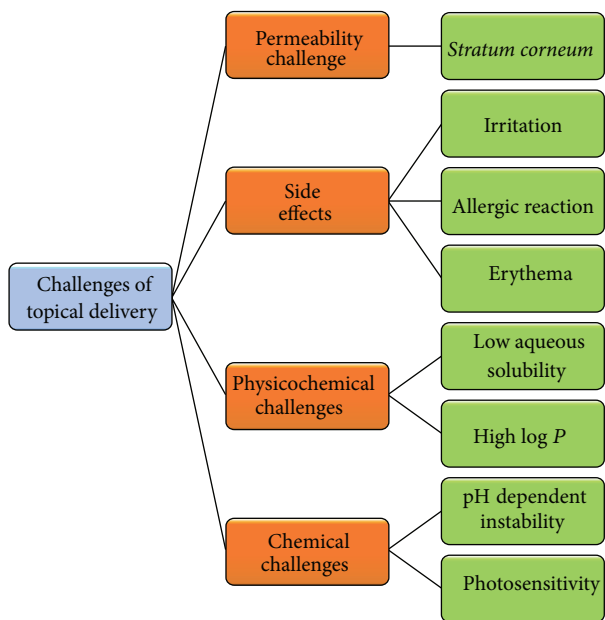 Challenges of
topical delivery
Permeability
challenge
Stratum corneum
Side
effects
Irritation
Allergic reaction
Erythema
Physicochemical
challenges
Low aqueous
solubility
High log P
Chemical
challenges
pH dependent
instability
Photosensitivity